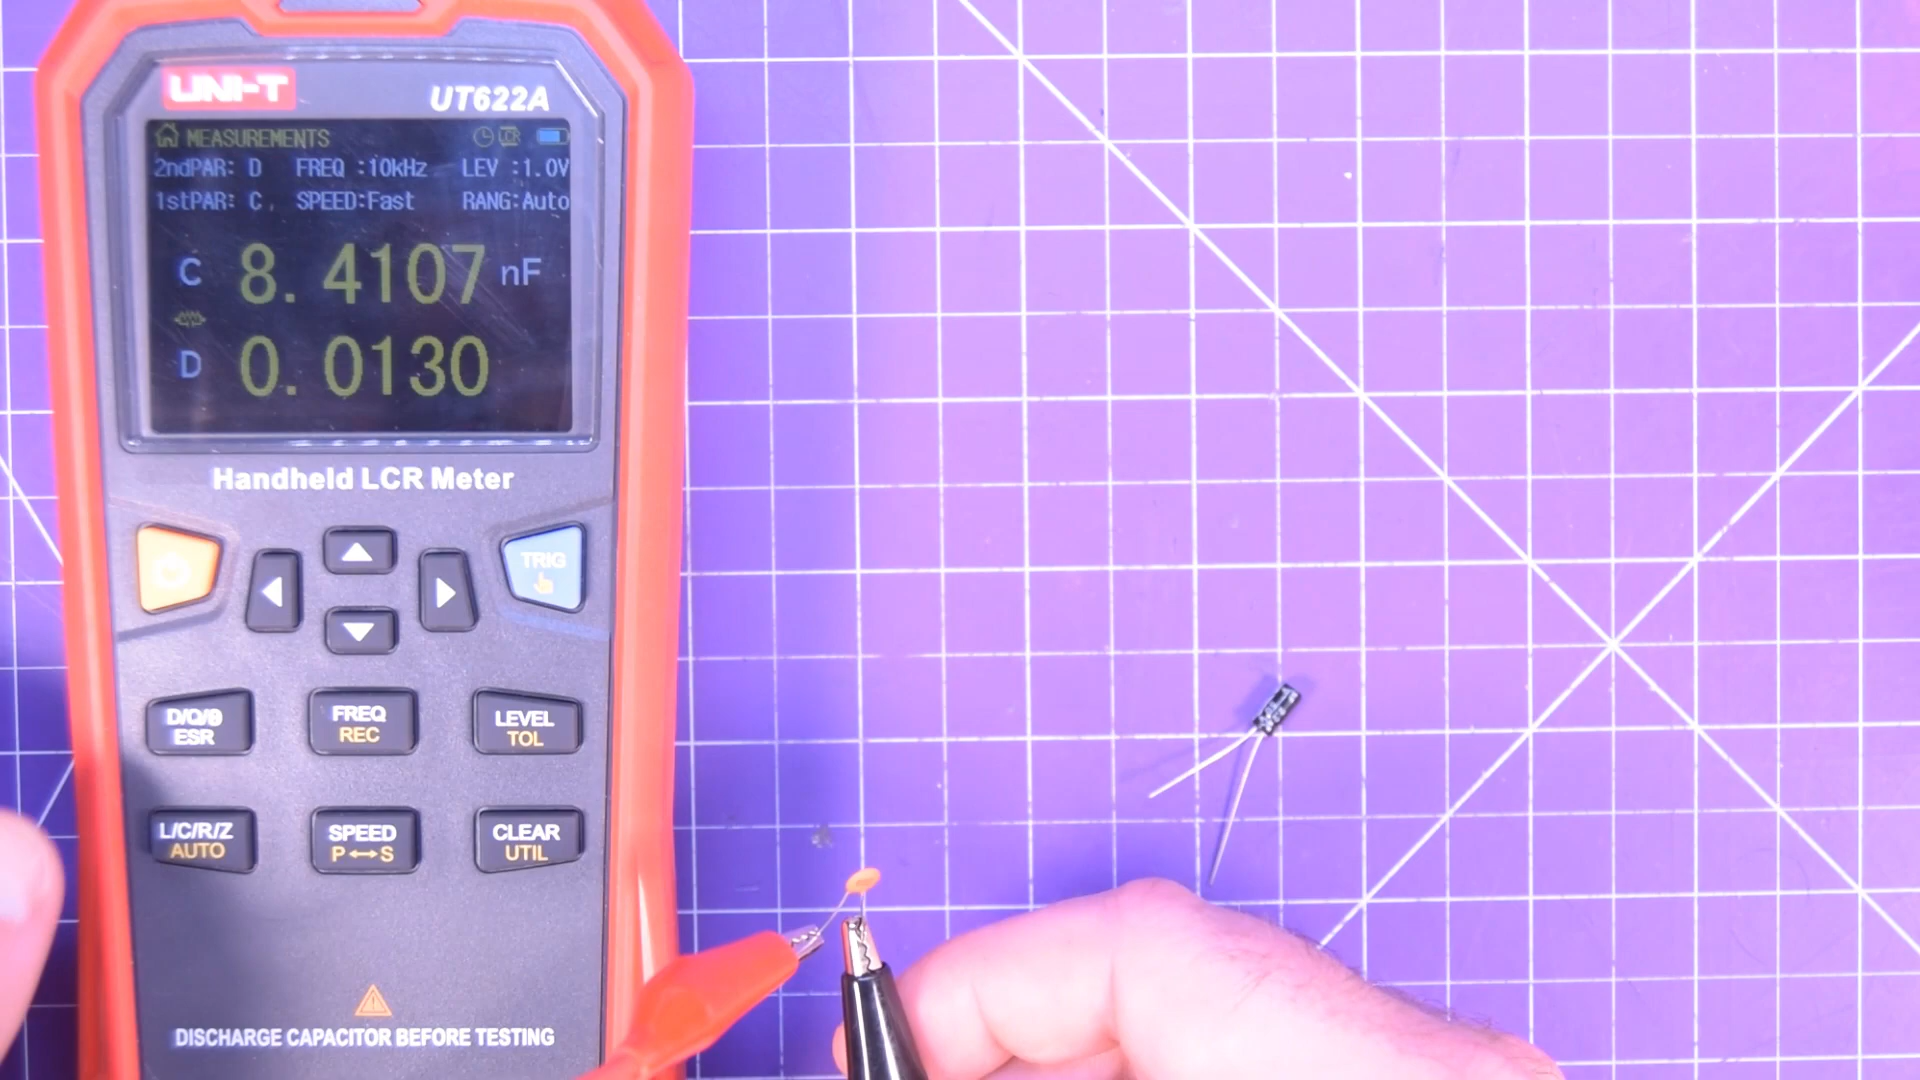 UNI-T
UT622A
MEASUREMENTS LCR
2ndPAR: D FREQ :10kHz LEV :1.0V
1stPAR: C SPEED:Fast RANG:Auto
C 8.4107 nF
D 0.0130
Handheld LCR Meter
TRIG
D/Q/θ
ESR
FREQ
REC
LEVEL
TOL
L/C/R/Z
AUTO
SPEED
P↔S
CLEAR
UTIL
DISCHARGE CAPACITOR BEFORE TESTING